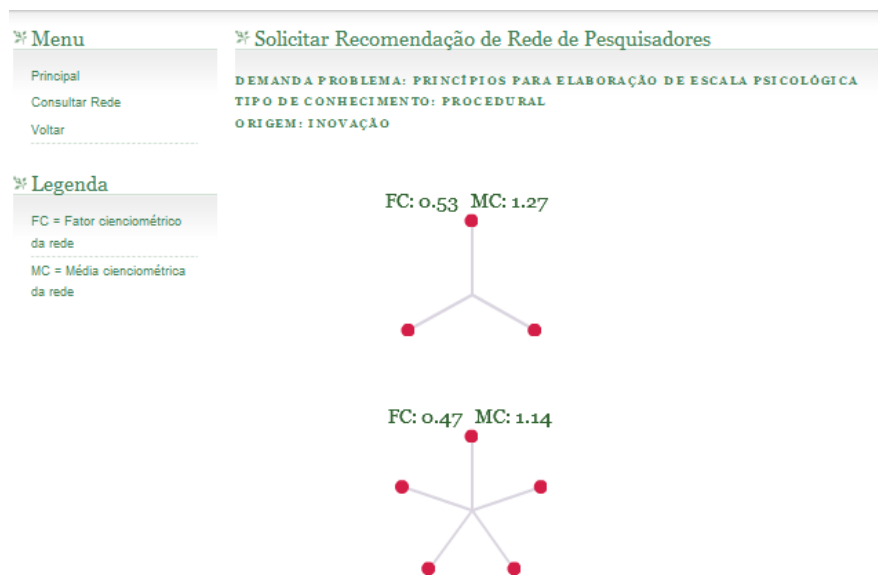 Menu
Principal
Consultar Rede
Voltar
Legenda
FC = Fator cienciométrico
da rede
MC = Média cienciométrica
da rede
Solicitar Recomendação de Rede de Pesquisadores
DEMANDA PROBLEMA: PRINCÍPIOS PARA ELABORAÇÃO DE ESCALA PSICOLÓGICA
TIPO DE CONHECIMENTO: PROCEDURAL
ORIGEM: INOVAÇÃO
FC: 0.53 MC: 1.27
FC: 0.47 MC: 1.14